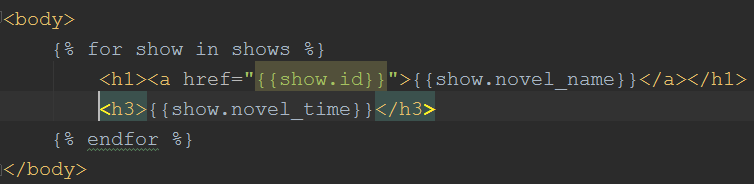 <body>
{% for show in shows %}
<h1><a href="{{show.id}}">{{show.novel_name}}</a></h1>
<h3>{{show.novel_time}}</h3>
{% endfor %}
</body>